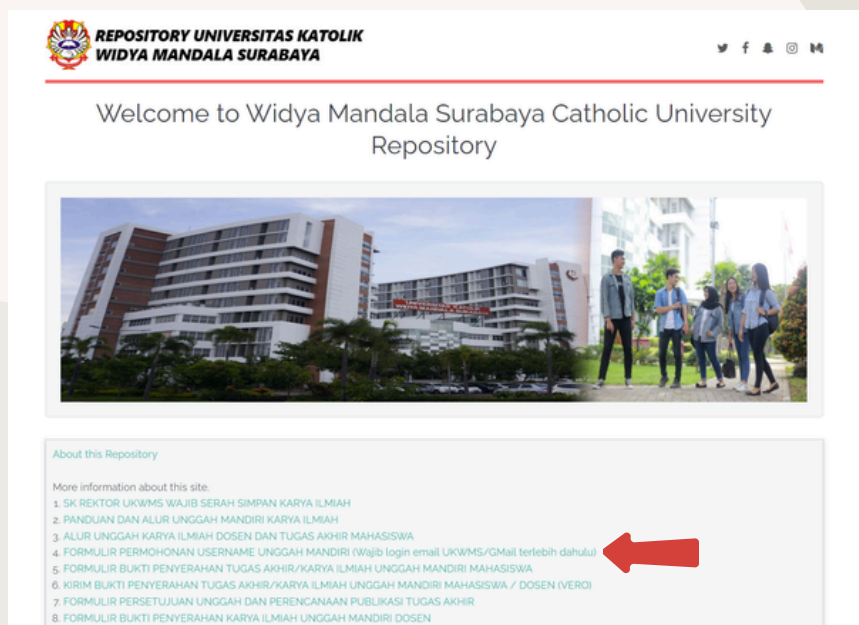 REPOSITORY UNIVERSITAS KATOLIK
WIDYA MANDALA SURABAYA
Welcome to Widya Mandala Surabaya Catholic University
Repository
UNIVERSITAS KATOLIK
WIDYA MANDALA SURABAYA
About this Repository
More information about this site.
1. SK REKTOR UKWMS WAJIB SERAH SIMPAN KARYA ILMIAH
2. PANDUAN DAN ALUR UNGGAH MANDIRI KARYA ILMIAH
3. ALUR UNGGAH KARYA ILMIAH DOSEN DAN TUGAS AKHIR MAHASISWA
4. FORMULIR PERMOHONAN USERNAME UNGGAH MANDIRI (Wajib login email UKWMS/GMail terlebih dahulu)
5. FORMULIR BUKTI PENYERAHAN TUGAS AKHIR/KARYA ILMIAH UNGGAH MANDIRI MAHASISWA
6. KIRIM BUKTI PENYERAHAN TUGAS AKHIR/KARYA ILMIAH UNGGAH MANDIRI MAHASISWA / DOSEN (VERO)
7. FORMULIR PERSETUJUAN UNGGAH DAN PERENCANAAN PUBLIKASI TUGAS AKHIR
8. FORMULIR BUKTI PENYERAHAN KARYA ILMIAH UNGGAH MANDIRI DOSEN